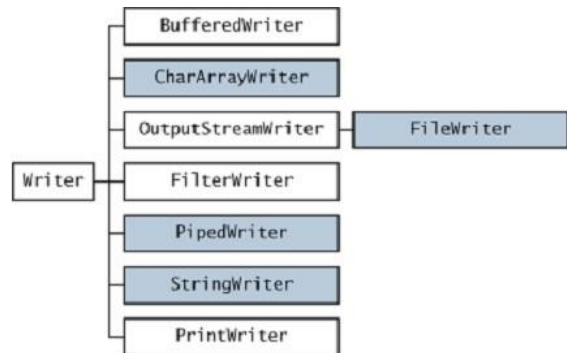 BufferedWriter
CharArrayWriter
OutputStreamWriter FileWriter
Writer FilterWriter
PipedWriter
StringWriter
PrintWriter